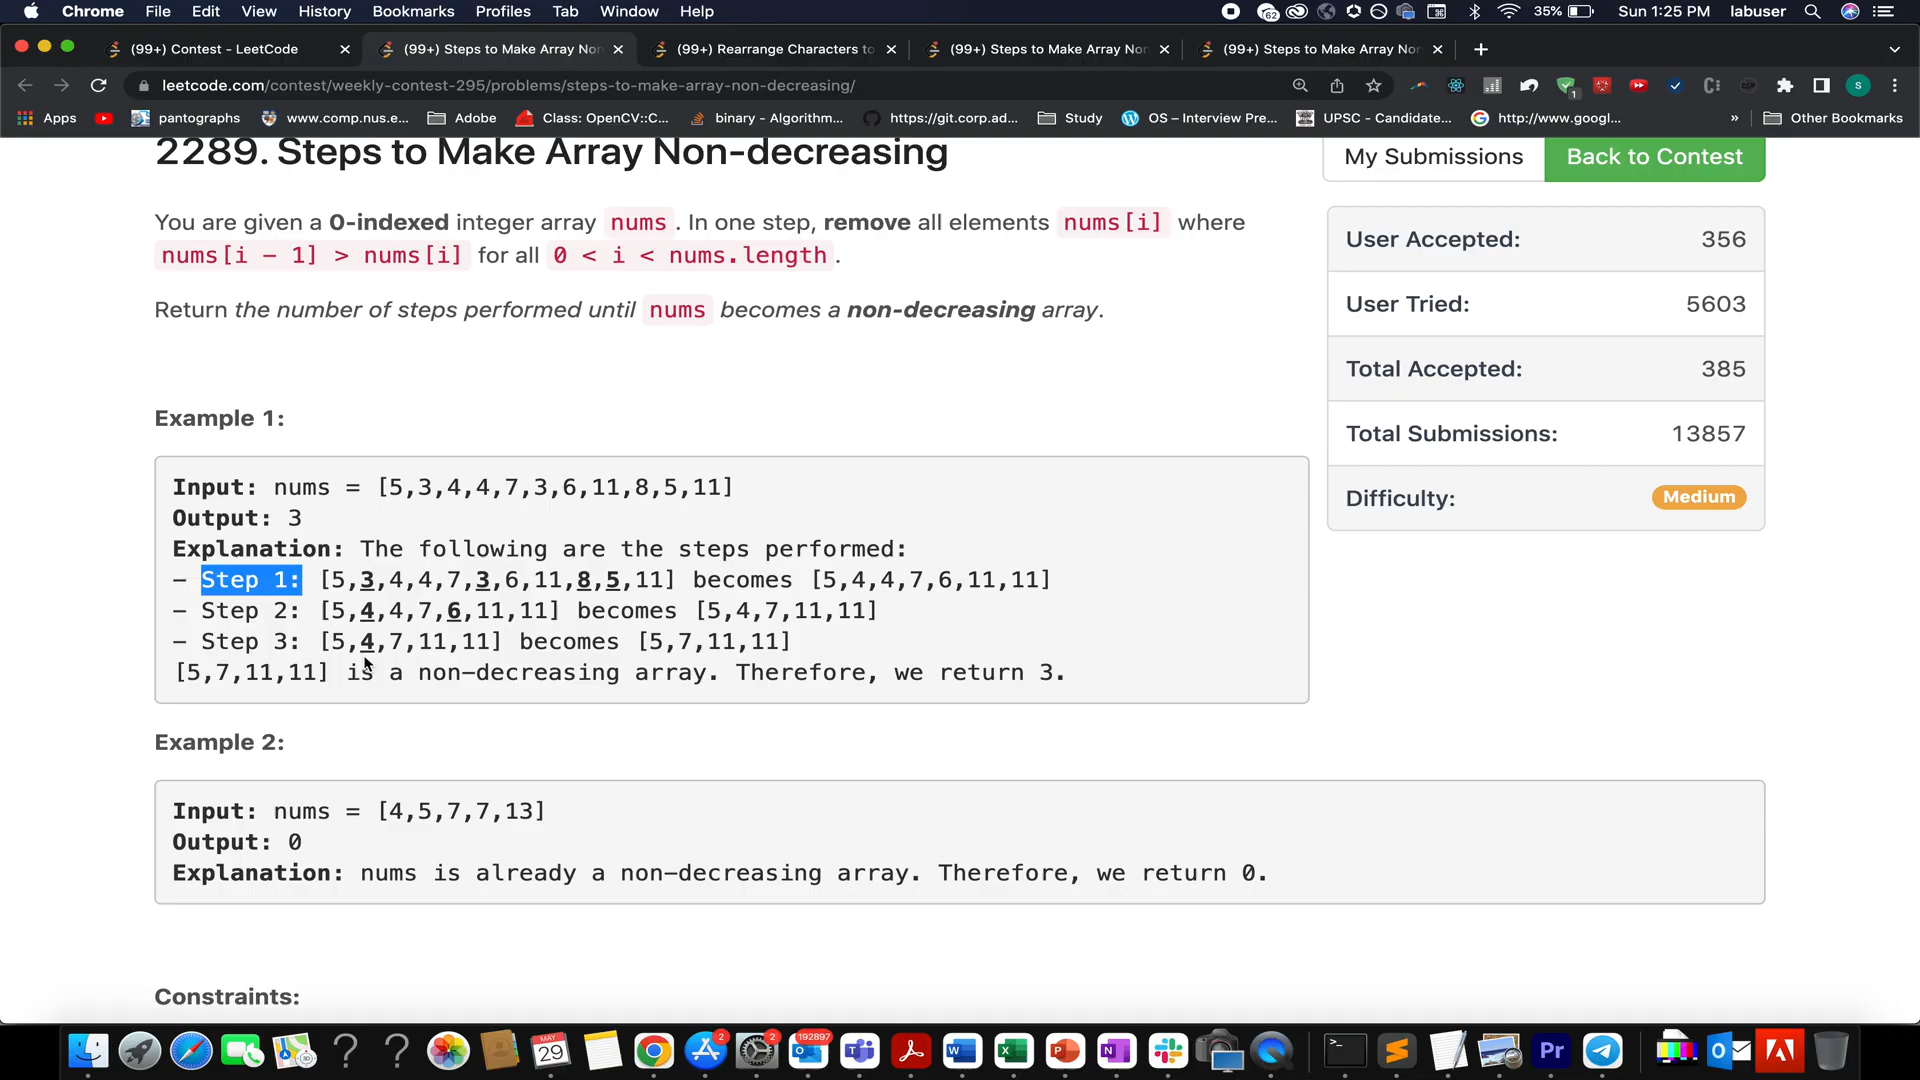 Chrome File Edit View History Bookmarks Profiles Tab Window Help 62 35% Sun 1:25 PM labuser
(99+) Contest - LeetCode (99+) Steps to Make Array Non (99+) Rearrange Characters to (99+) Steps to Make Array Non (99+) Steps to Make Array Nor
leetcode.com/contest/weekly-contest-295/problems/steps-to-make-array-non-decreasing/
Apps pantographs www.comp.nus.e... Adobe Class: OpenCV::C... binary - Algorithm... https://git.corp.ad... Study OS – Interview Pre... UPSC - Candidate... http://www.googl... » Other Bookmarks
2289. Steps to Make Array Non-decreasing
My Submissions Back to Contest
You are given a 0-indexed integer array nums. In one step, remove all elements nums[i] where
nums[i - 1] > nums[i] for all 0 < i < nums.length.
Return the number of steps performed until nums becomes a non-decreasing array.
User Accepted: 356
User Tried: 5603
Total Accepted: 385
Total Submissions: 13857
Difficulty: Medium
Example 1:
Input: nums = [5,3,4,4,7,3,6,11,8,5,11]
Output: 3
Explanation: The following are the steps performed:
- Step 1: [5,3,4,4,7,3,6,11,8,5,11] becomes [5,4,4,7,6,11,11]
- Step 2: [5,4,4,7,6,11,11] becomes [5,4,7,11,11]
- Step 3: [5,4,7,11,11] becomes [5,7,11,11]
[5,7,11,11] is a non-decreasing array. Therefore, we return 3.
Example 2:
Input: nums = [4,5,7,7,13]
Output: 0
Explanation: nums is already a non-decreasing array. Therefore, we return 0.
Constraints: